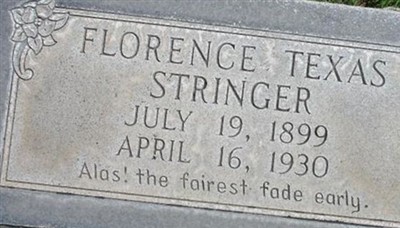 FLORENCE TEXAS
STRINGER
JULY 19, 1899
APRIL 16, 1930
Alas! the fairest fade early.